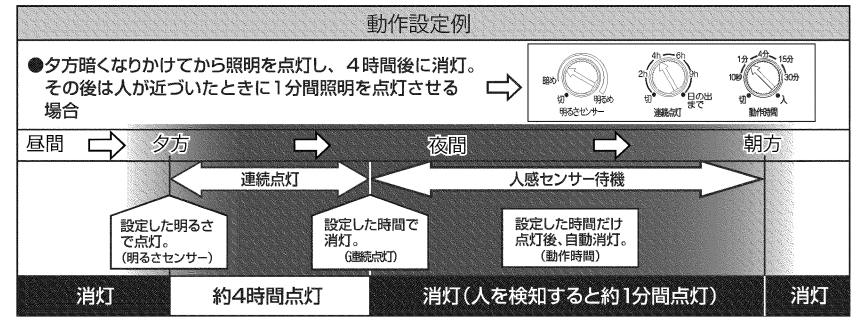 動作設定例
●夕方暗くなりかけてから照明を点灯し、4時間後に消灯。
その後は人が近づいたときに1分間照明を点灯させる
場合
暗め
切
明るめ
明るさセンサー
4h
6h
2h
9h
切
日の出
まで
連続点灯
1分
4分
15分
10秒
30分
切
人
動作時間
昼間
夕方
夜間
朝方
連続点灯
人感センサー待機
設定した明るさ
で点灯。
(明るさセンサー)
設定した時間で
消灯。
(連続点灯)
設定した時間だけ
点灯後、自動消灯。
(動作時間)
消灯
約4時間点灯
消灯(人を検知すると約1分間点灯)
消灯